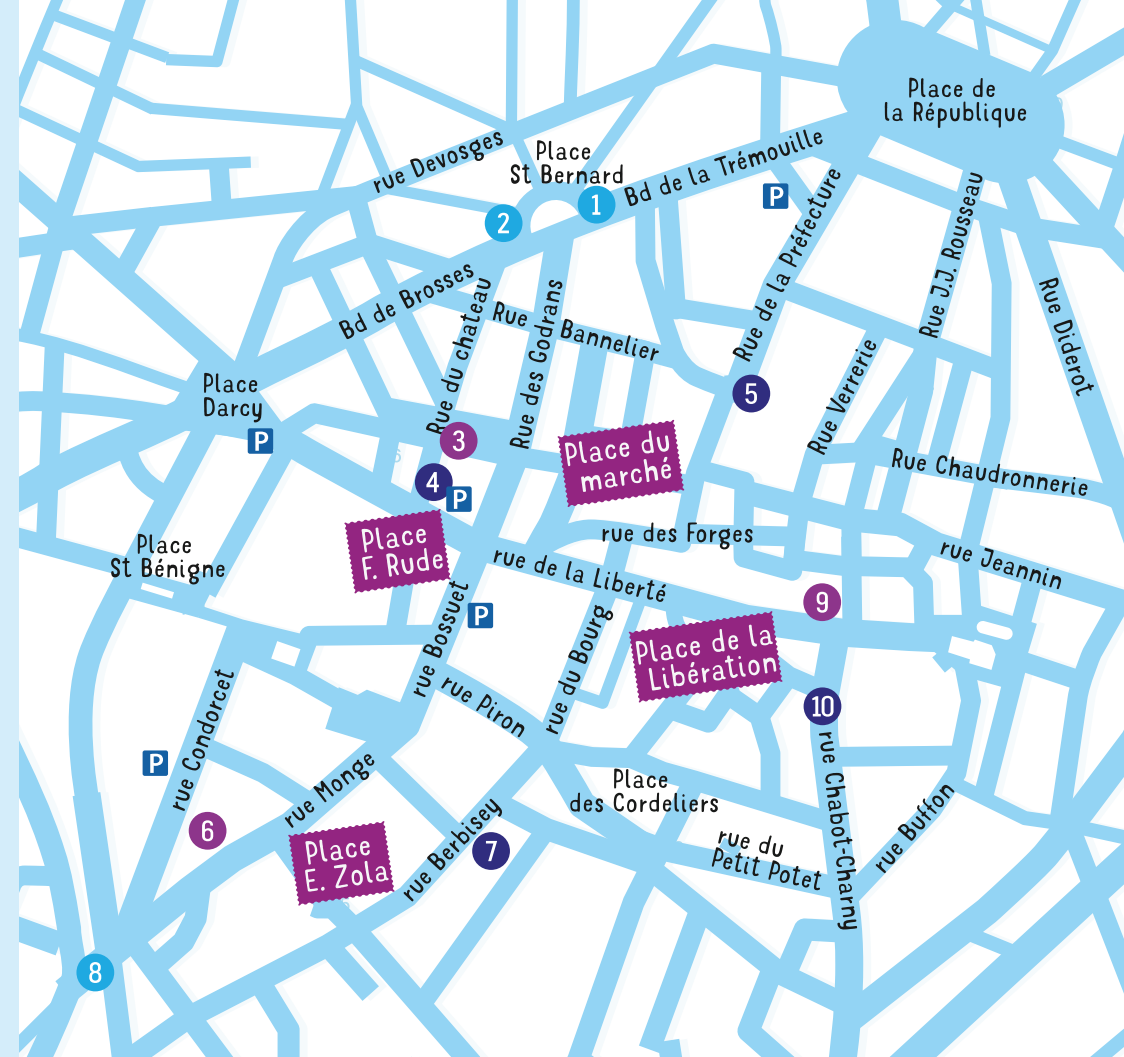 Place de
la République
rue Devosges
Place
St Bernard
Bd de la Trémouille
1
2
P
Rue de la Préfecture
Rue J.J. Rousseau
Rue Diderot
Bd de Brosses
Rue du chateau
Rue des Godrans
Rue Bannelier
Rue Verrerie
Place
Darcy
P
5
3
4
P
Place du
marché
Rue Chaudronnerie
Place
F. Rude
Place
St Bénigne
rue des Forges
rue de la Liberté
rue Jeannin
9
P
rue Bossuet
rue du Bourg
Place de la
Libération
rue Piron
10
rue Condorcet
P
6
rue Monge
Place
des Cordeliers
rue du
Petit Potet
rue Chabot-Charny
rue Buffon
Place
E. Zola
rue Berbisey
7
8